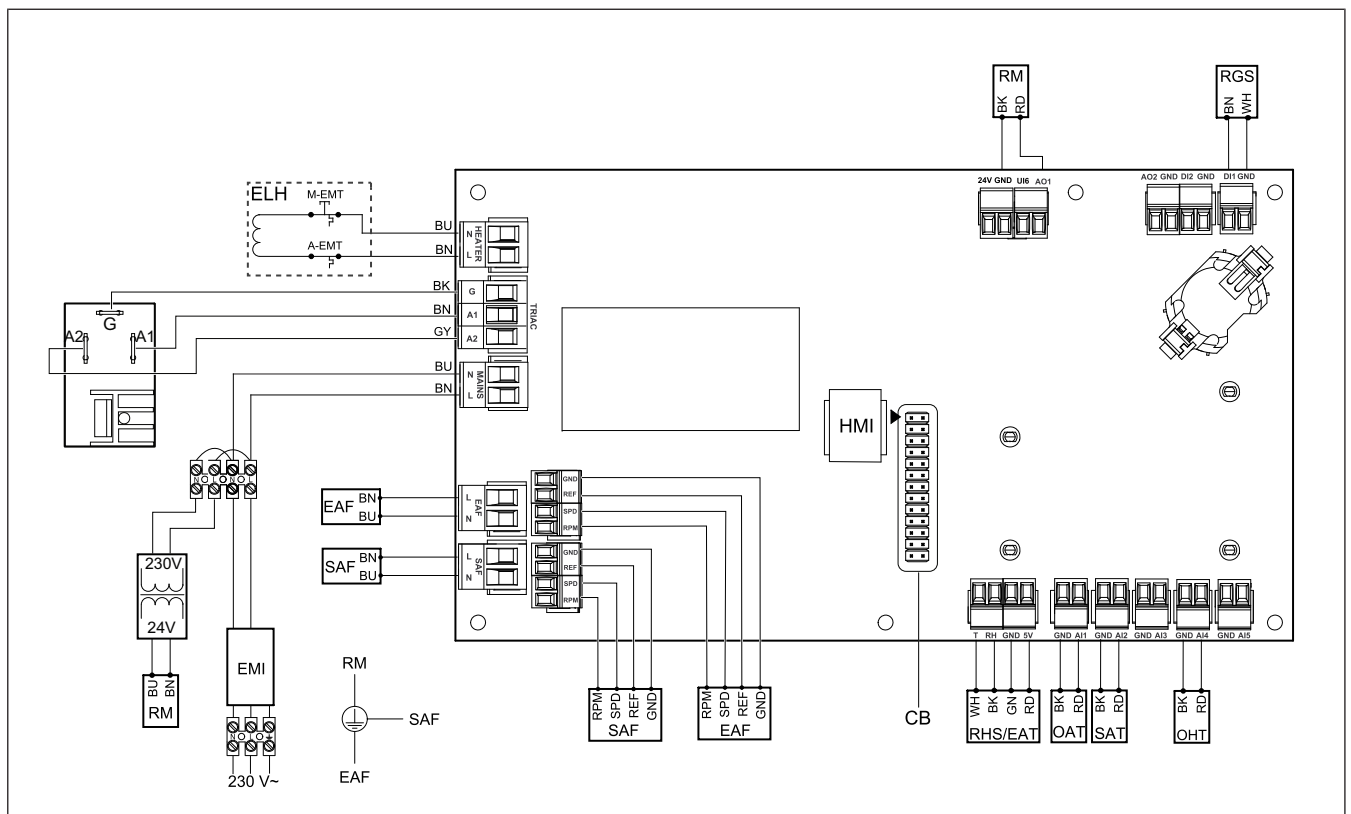 RM
BK
RD
RGS
BN
WH
24V GND UI6 AO1
AO2 GND DI2 GND
DI1 GND
ELH
M-EMT
A-EMT
BU
BN
N
L
HEATER
BK
BN
GY
G
A1
A2
TRIAC
BU
BN
N
L
MAINS
A2
G
A1
N
L
N
L
HMI
EAF
BN
BU
L
N
EAF
GND
REF
SPD
RPM
SAF
BN
BU
L
N
SAF
GND
REF
SPD
RPM
230V
24V
BU
BN
RM
EMI
N
L
230 V~
RM
SAF
EAF
RPM
SPD
REF
GND
SAF
RPM
SPD
REF
GND
EAF
CB
T RH GND 5V
GND AI1
GND AI2
GND AI3
GND AI4
GND AI5
WH
BK
GN
RD
RHS/EAT
BK
RD
OAT
BK
RD
SAT
BK
RD
OHT